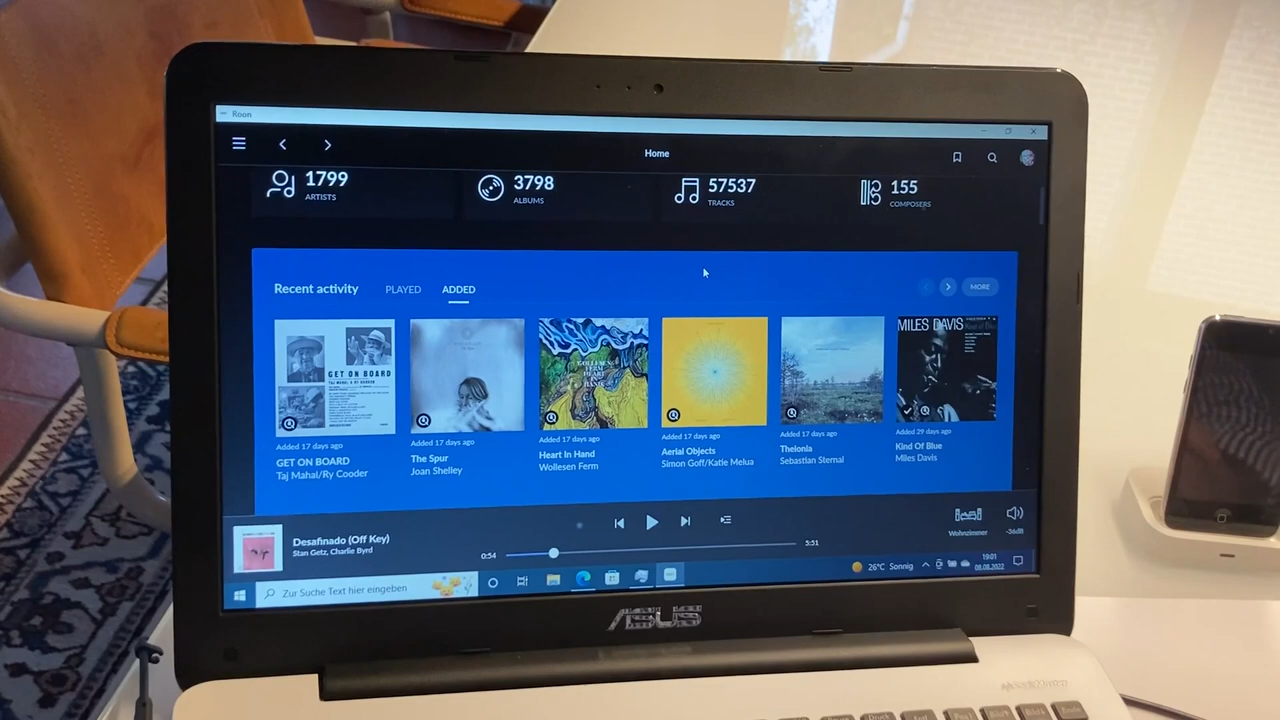 Roon
Home
1799
ARTISTS
3798
ALBUMS
57537
TRACKS
155
COMPOSERS
Recent activity
PLAYED
ADDED
MORE
GET ON BOARD
TAJ MAHAL & RY COODER
MILES DAVIS
Kind of Blue
Added 17 days ago
GET ON BOARD
Taj Mahal/Ry Cooder
Added 17 days ago
The Spur
Joan Shelley
Added 17 days ago
Heart In Hand
Wollesen Ferm
Added 17 days ago
Aerial Objects
Simon Goff/Katie Melua
Added 17 days ago
Thelonia
Sebastian Sternal
Added 29 days ago
Kind Of Blue
Miles Davis
Desafinado (Off Key)
Stan Getz, Charlie Byrd
0:54
5:51
Wohnzimmer
-36dB
Zur Suche Text hier eingeben
26°C Sonnig
19:01
08.08.2022
ASUS